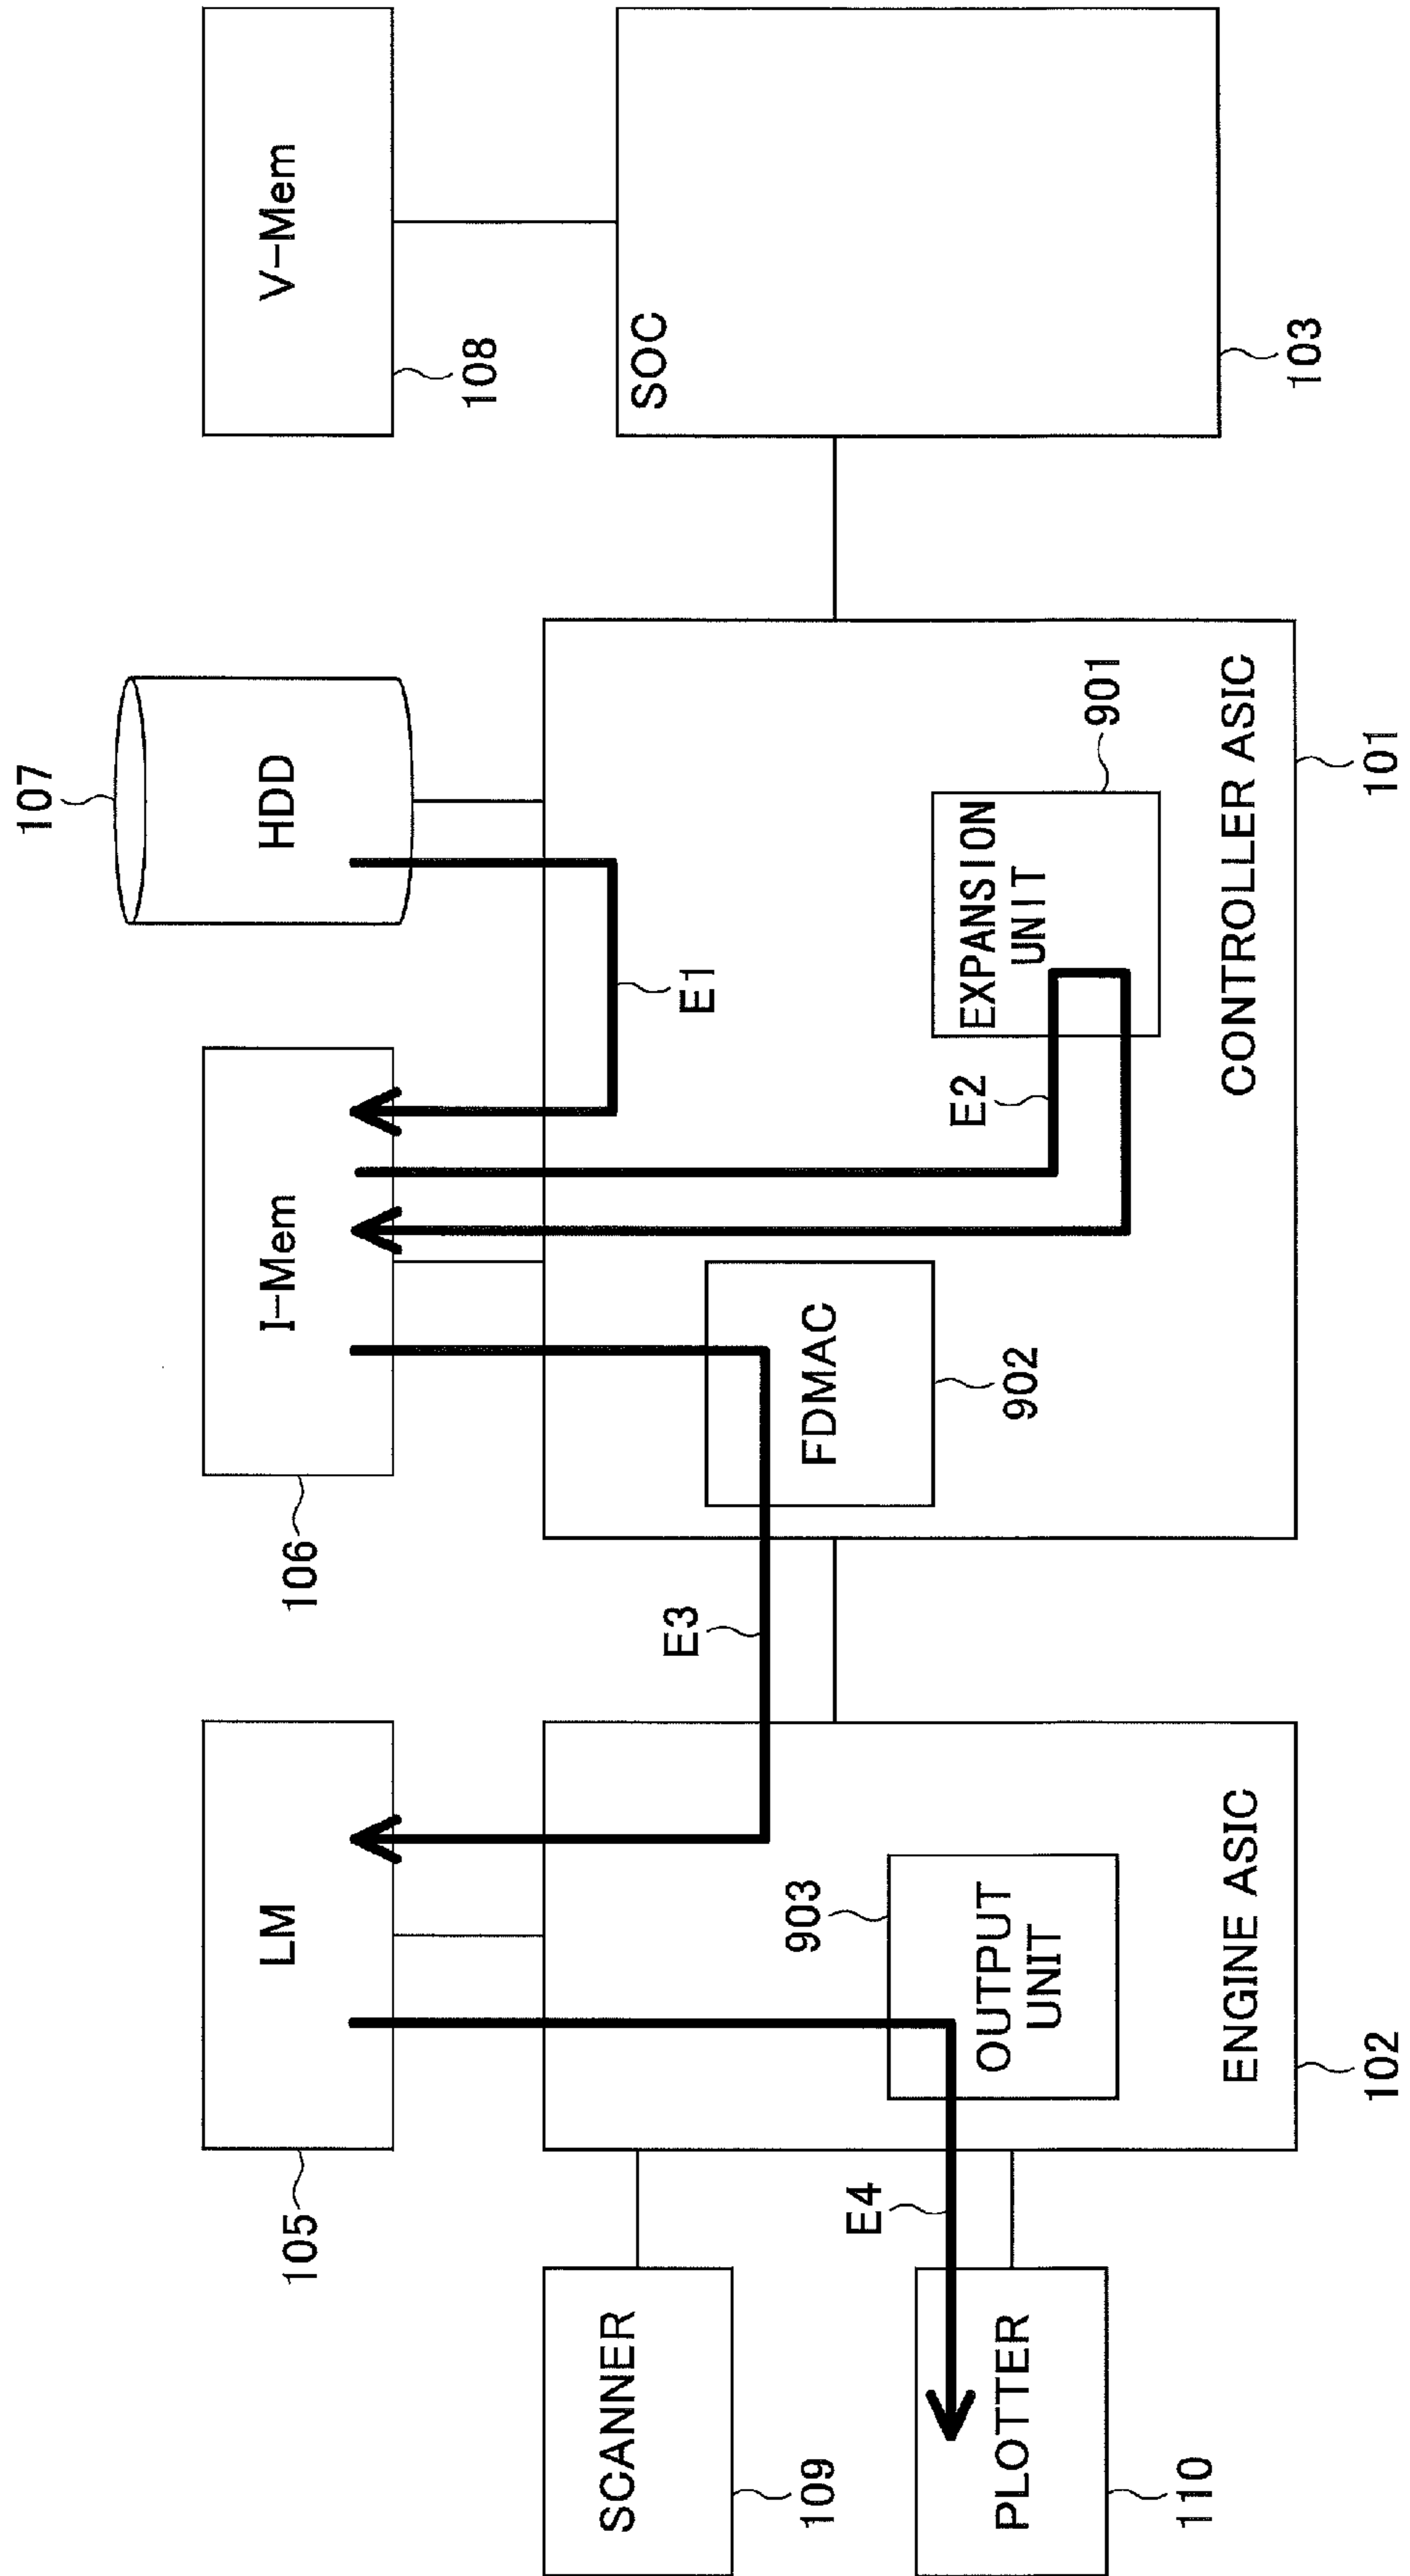 107
LM
I-Mem
HDD
V-Mem
105
106
108
SCANNER
109
PLOTTER
110
E4
903
OUTPUT
UNIT
ENGINE ASIC
102
E3
FDMAC
902
E2
E1
EXPANSION
UNIT
901
CONTROLLER ASIC
101
SOC
103